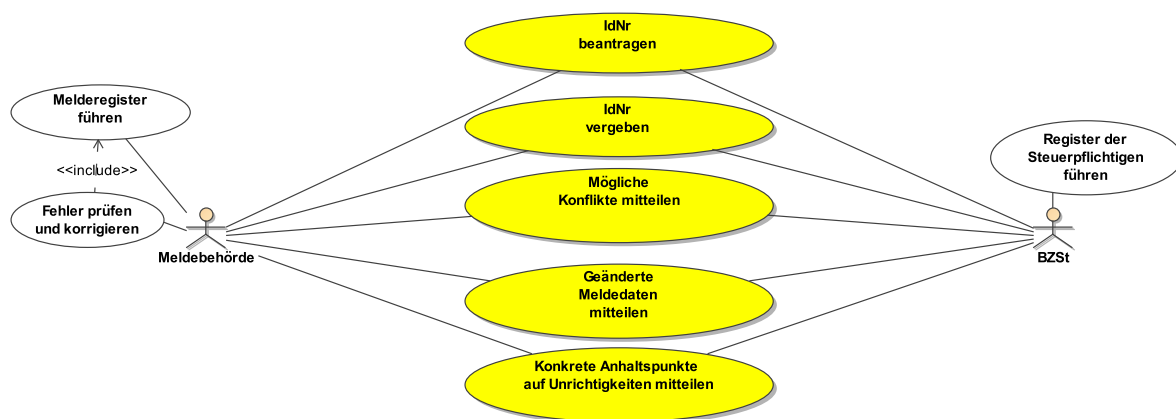 IdNr
beantragen
Melderegister
führen
IdNr
vergeben
Register der
Steuerpflichtigen
führen
<<include>>
Mögliche
Konflikte mitteilen
Fehler prüfen
und korrigieren
Meldebehörde
BZSt
Geänderte
Meldedaten
mitteilen
Konkrete Anhaltspunkte
auf Unrichtigkeiten mitteilen